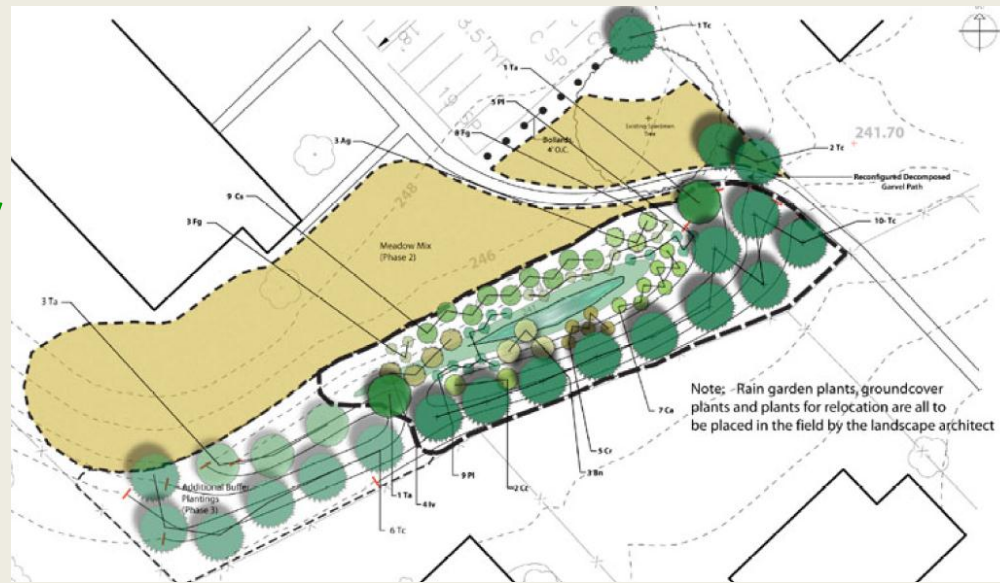 1 Tc
1 Ta
5 Pl
8 Fg
Bollards
4' O.C.
Existing Specimen
Tree
241.70
2 Tc
3 Ag
Reconfigured Decomposed
Garvel Path
248
9 Cs
10- Tc
3 Fg
Meadow Mix
(Phase 2)
246
3 Ta
Note; Rain garden plants, groundcover
plants and plants for relocation are all to
be placed in the field by the landscape architect
7 Ca
5 Cr
3 Bn
9 Pl
2 Cc
Additional Buffer
Plantings
(Phase 3)
1 Ta
4 Iv
6 Tc